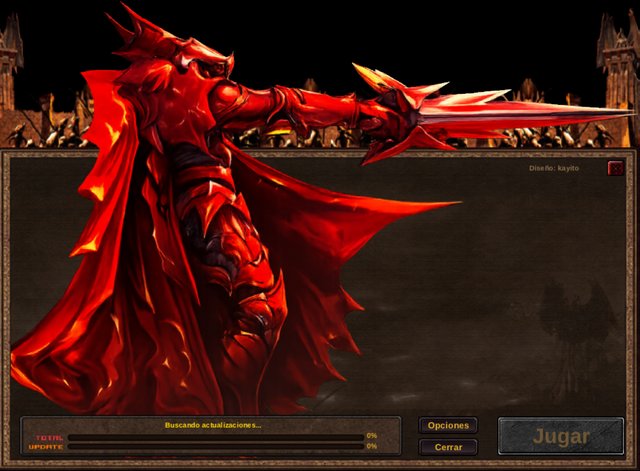 Diseño: kayito
Buscando actualizaciones...
TOTAL 0%
UPDATE 0%
Opciones
Cerrar
Jugar